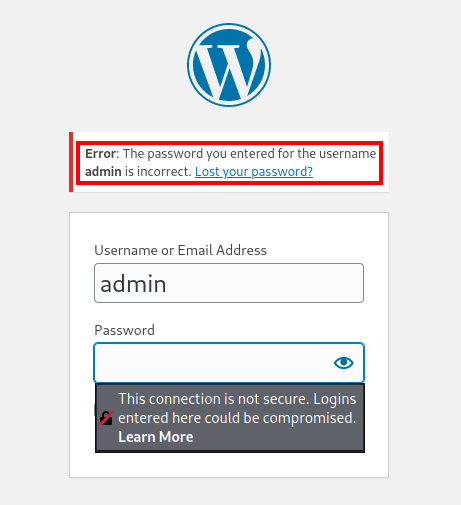 Error: The password you entered for the username
admin is incorrect. Lost your password?
Username or Email Address
admin
Password
This connection is not secure. Logins
entered here could be compromised.
Learn More